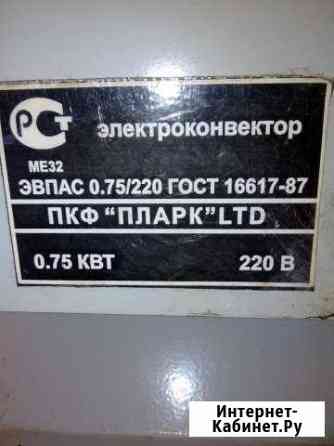 РСТ электроконвектор
МЕ32
ЭВПАС 0.75/220 ГОСТ 16617-87
ПКФ "ПЛАРК" LTD
0.75 КВТ 220 В
Интернет-
Кабинет.Ру